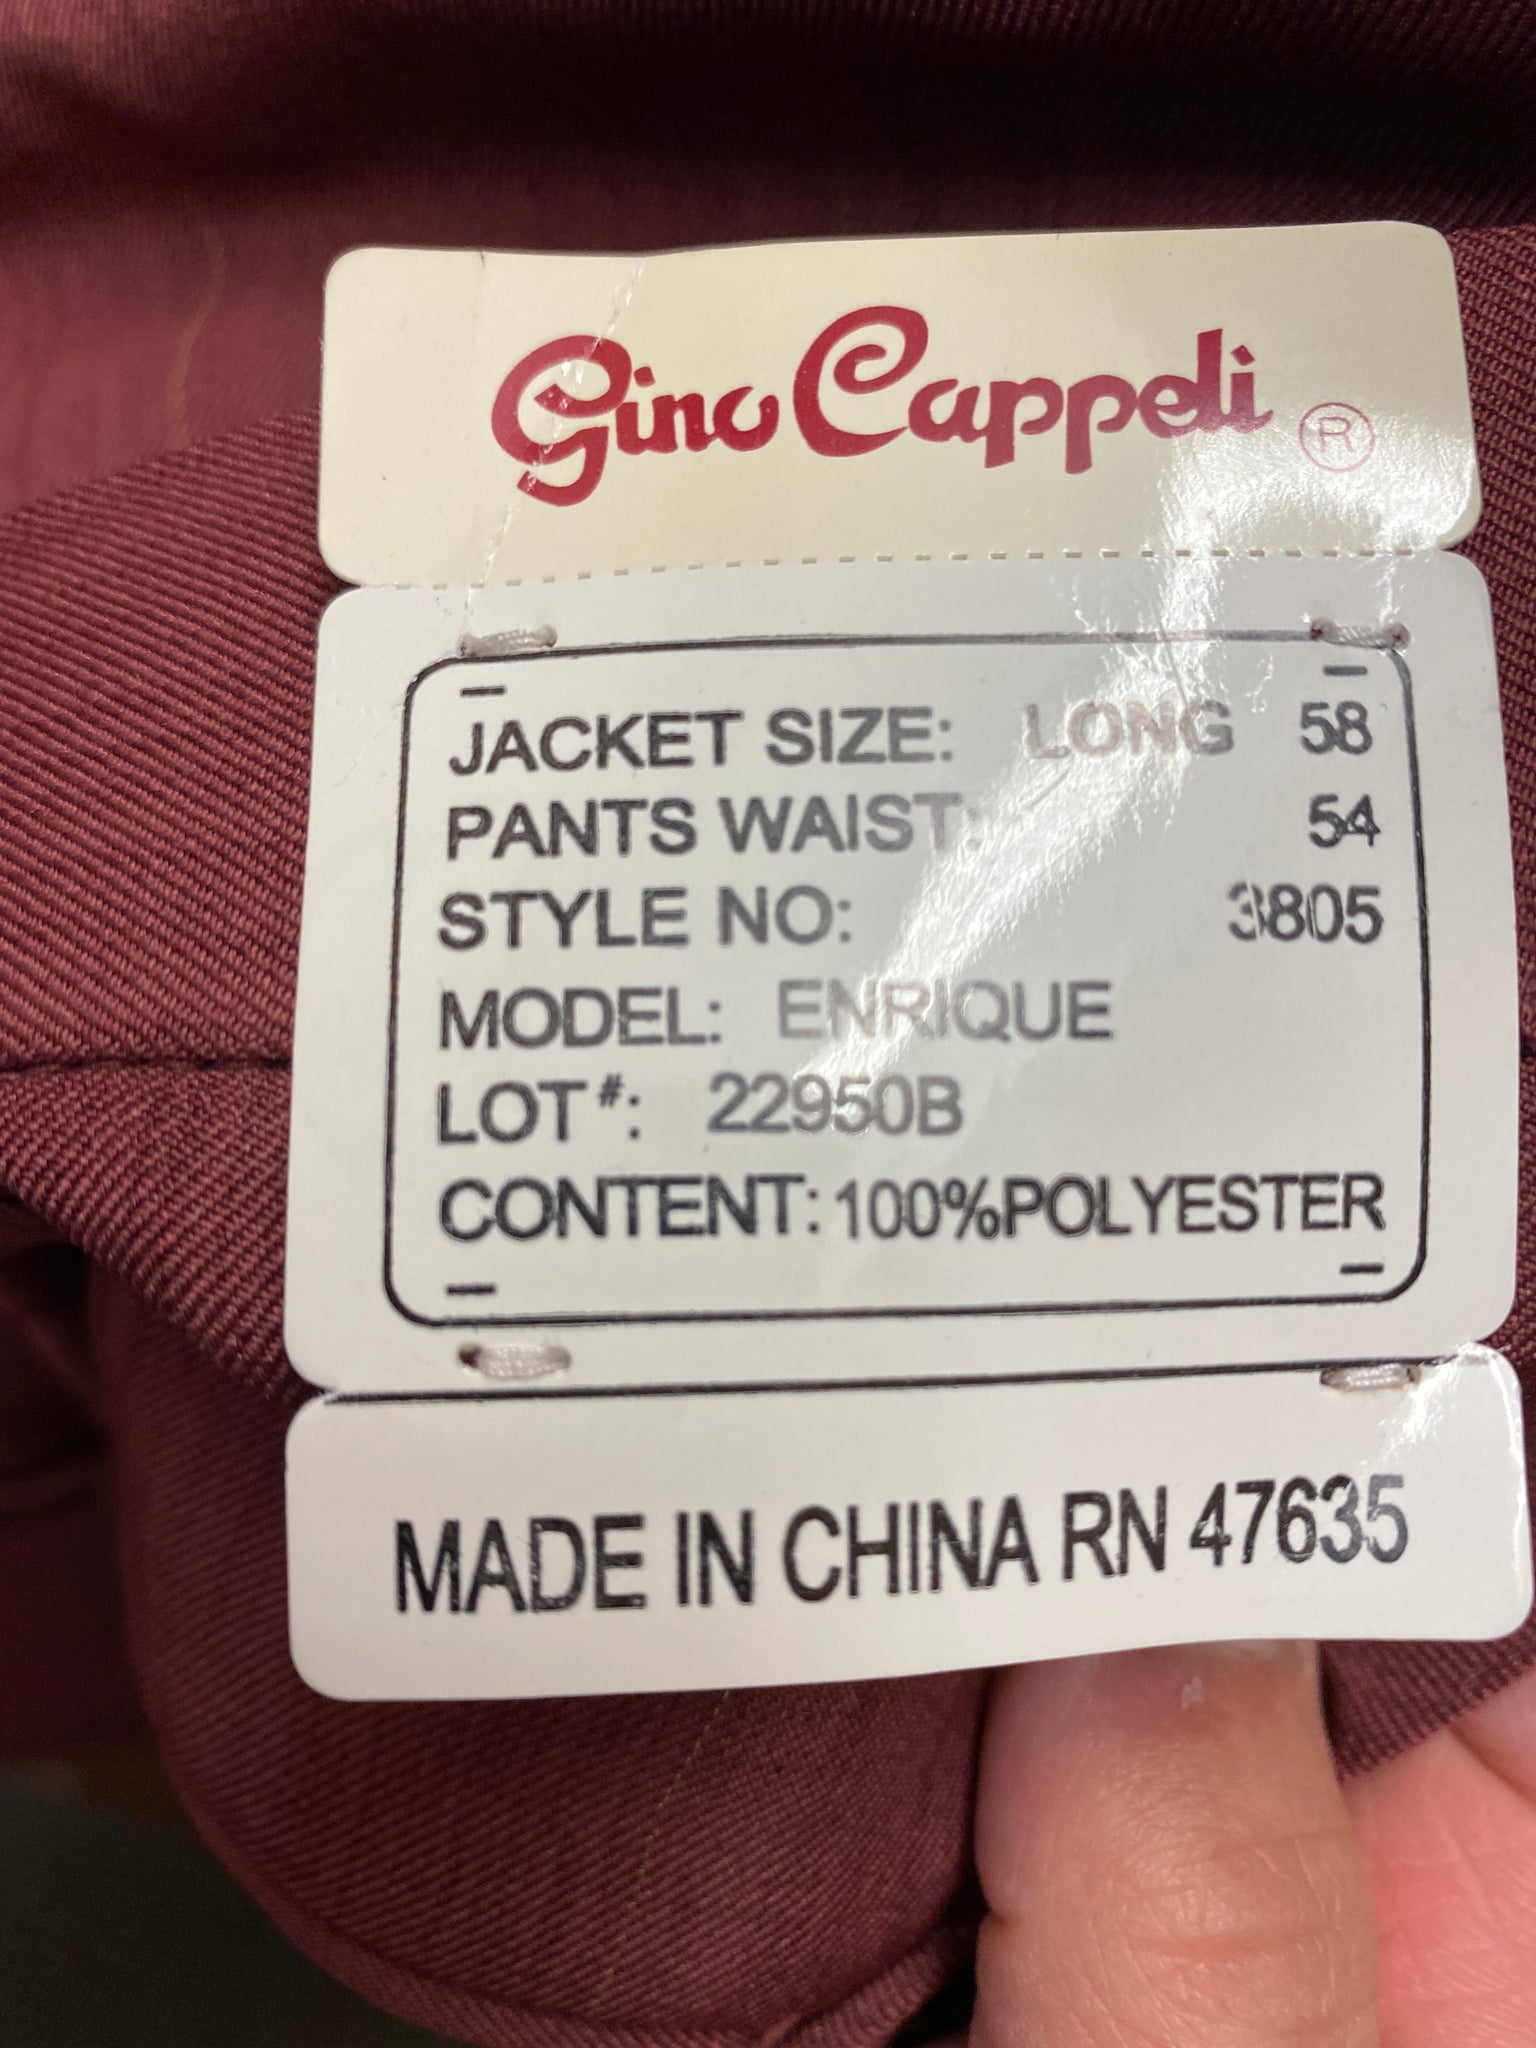 Gino Cappeli ®
JACKET SIZE: LONG 58
PANTS WAIST: 54
STYLE NO: 3805
MODEL: ENRIQUE
LOT#: 22950B
CONTENT: 100%POLYESTER
MADE IN CHINA RN 47635